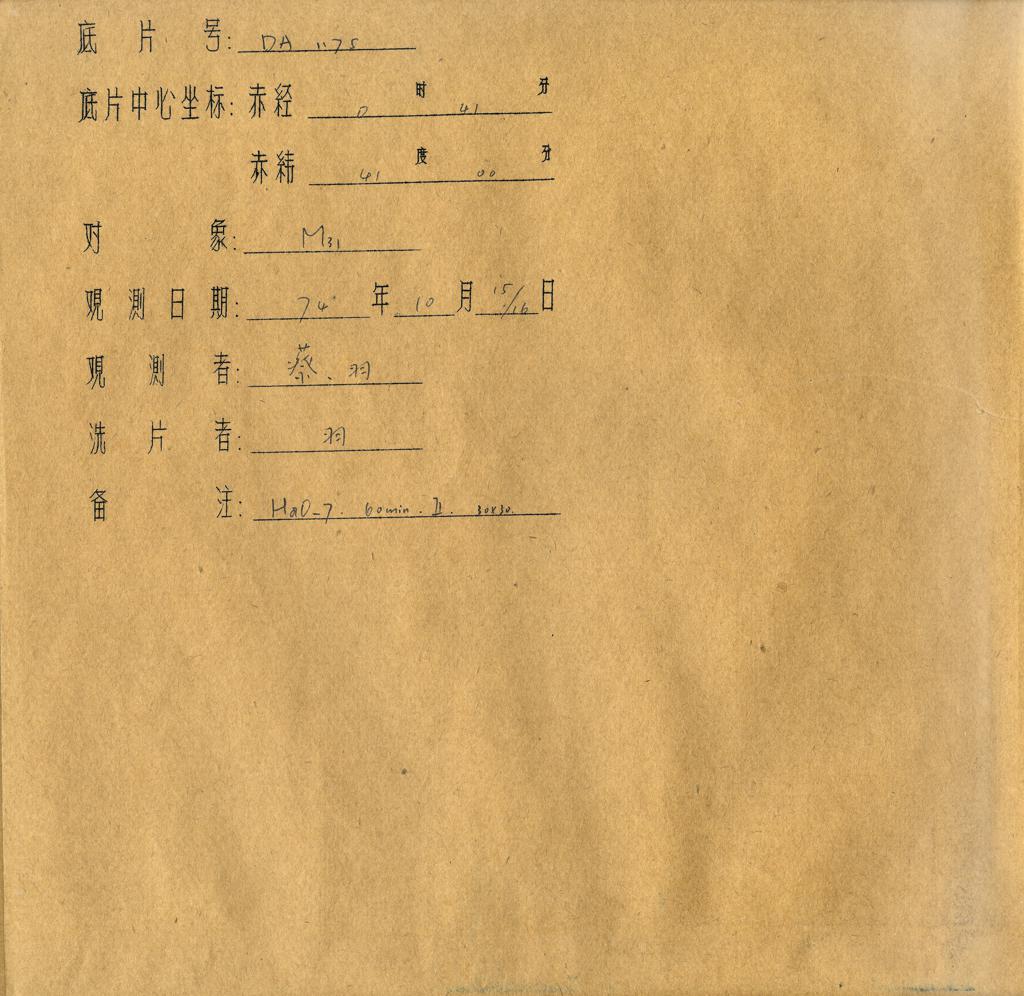 底片号: DA 1175
底片中心坐标: 赤经 0 时 41 分
赤纬 41 度 00 分
对象: M31
观测日期: 74 年 10 月 15/16 日
观测者: 蔡、羽
洗片者: 羽
备注: HaO-7. 60min. II. 30x30.